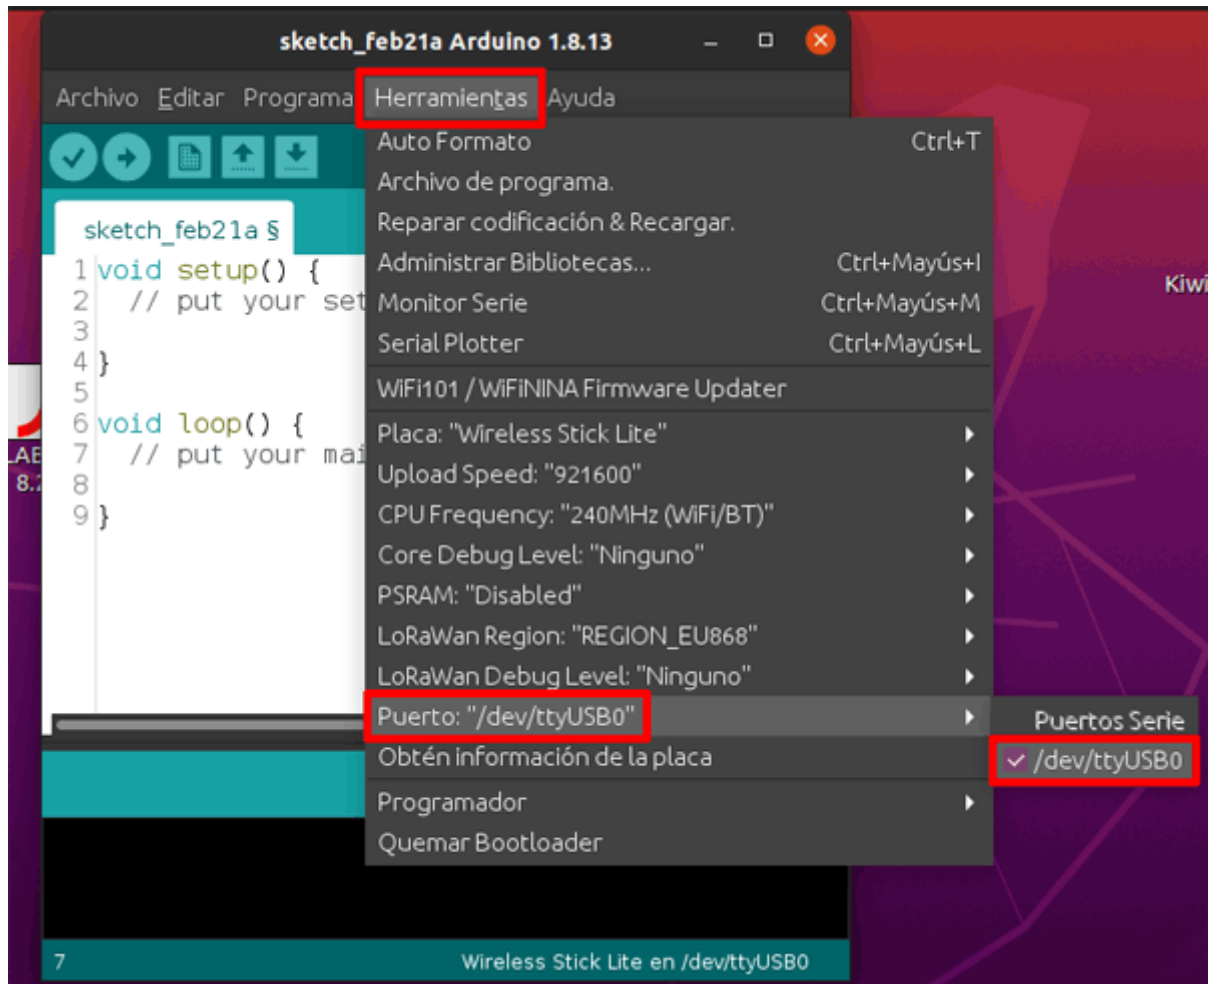 sketch_feb21a Arduino 1.8.13
Archivo Editar Programa Herramientas Ayuda
Auto Formato Ctrl+T
Archivo de programa.
Reparar codificación & Recargar.
Administrar Bibliotecas... Ctrl+Mayús+I
Monitor Serie Ctrl+Mayús+M
Serial Plotter Ctrl+Mayús+L
WiFi101 / WiFiNINA Firmware Updater
Placa: "Wireless Stick Lite"
Upload Speed: "921600"
CPU Frequency: "240MHz (WiFi/BT)"
Core Debug Level: "Ninguno"
PSRAM: "Disabled"
LoRaWan Region: "REGION_EU868"
LoRaWan Debug Level: "Ninguno"
Puerto: "/dev/ttyUSB0"
Obtén información de la placa
Programador
Quemar Bootloader
Puertos Serie
/dev/ttyUSB0
sketch_feb21a §
1 void setup() {
2 // put your set
3
4 }
5
6 void loop() {
7 // put your mai
8
9 }
7 Wireless Stick Lite en /dev/ttyUSB0
Kiwi